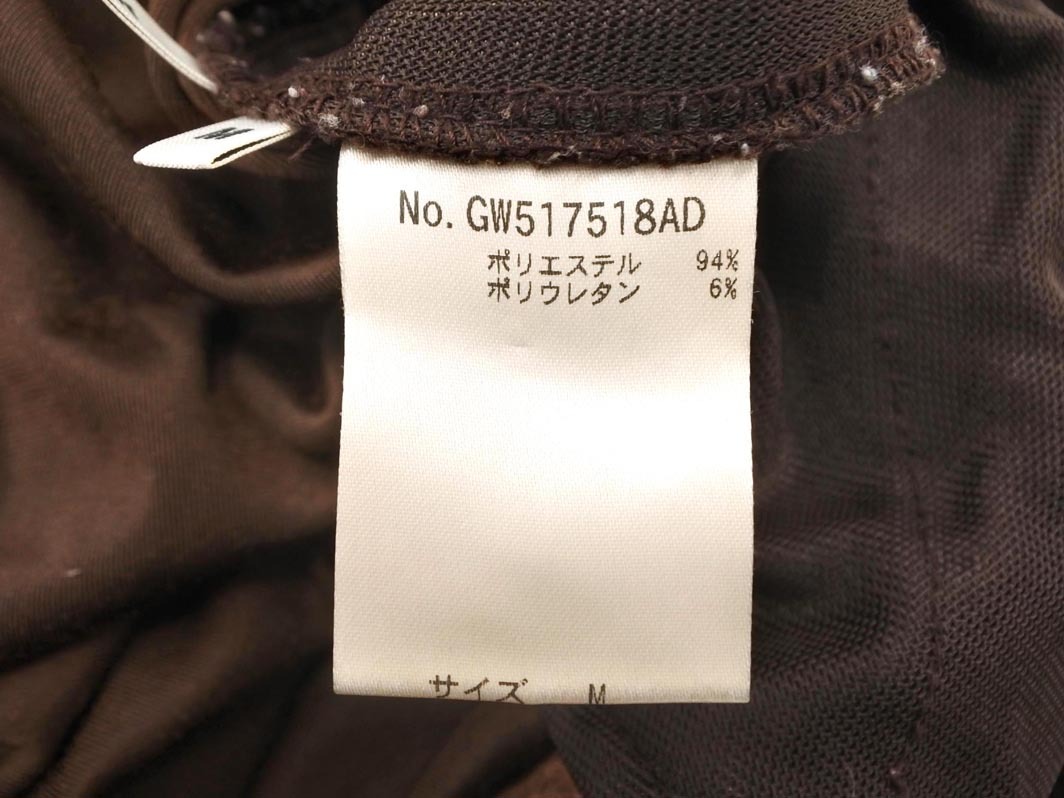 M
No. GW517518AD
ポリエステル 94%
ポリウレタン 6%
サイズ M